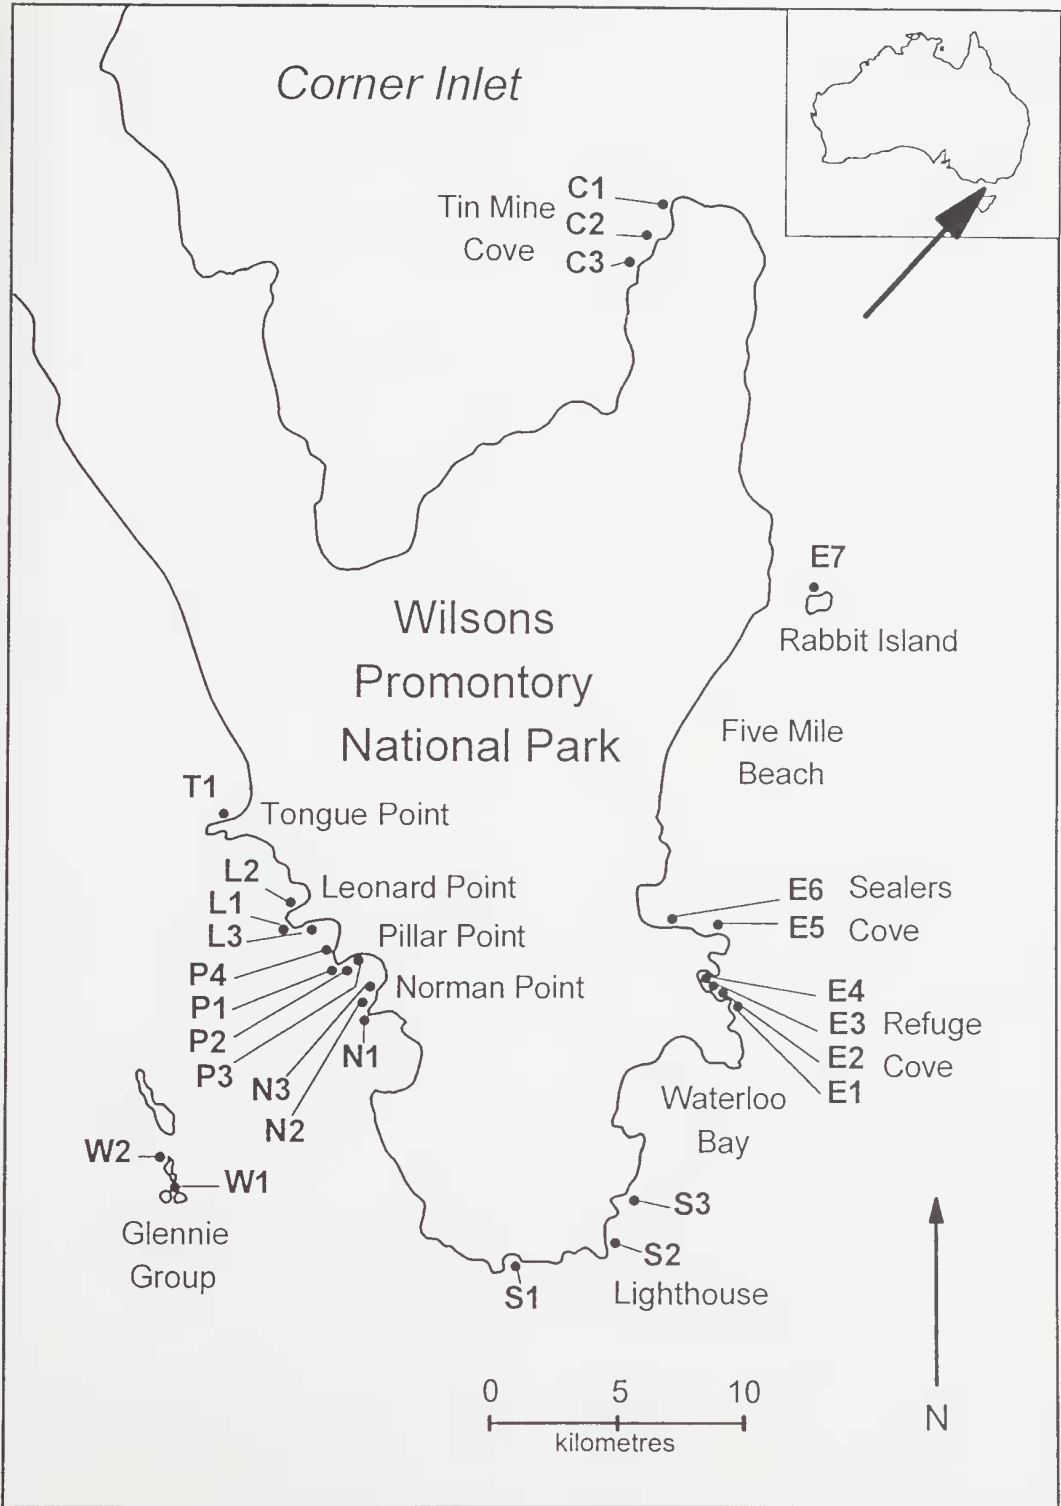 Corner Inlet
Tin Mine
Cove
C1
C2
C3
E7
Rabbit Island
Wilsons
Promontory
National Park
Five Mile
Beach
T1
Tongue Point
L2
Leonard Point
L1
L3
Pillar Point
P4
P1
Norman Point
P2
P3
N1
N3
N2
E6
Sealers
E5
Cove
E4
E3
Refuge
E2
Cove
E1
Waterloo
Bay
W2
W1
Glennie
Group
S3
S2
S1
Lighthouse
0 5 10
kilometres
N